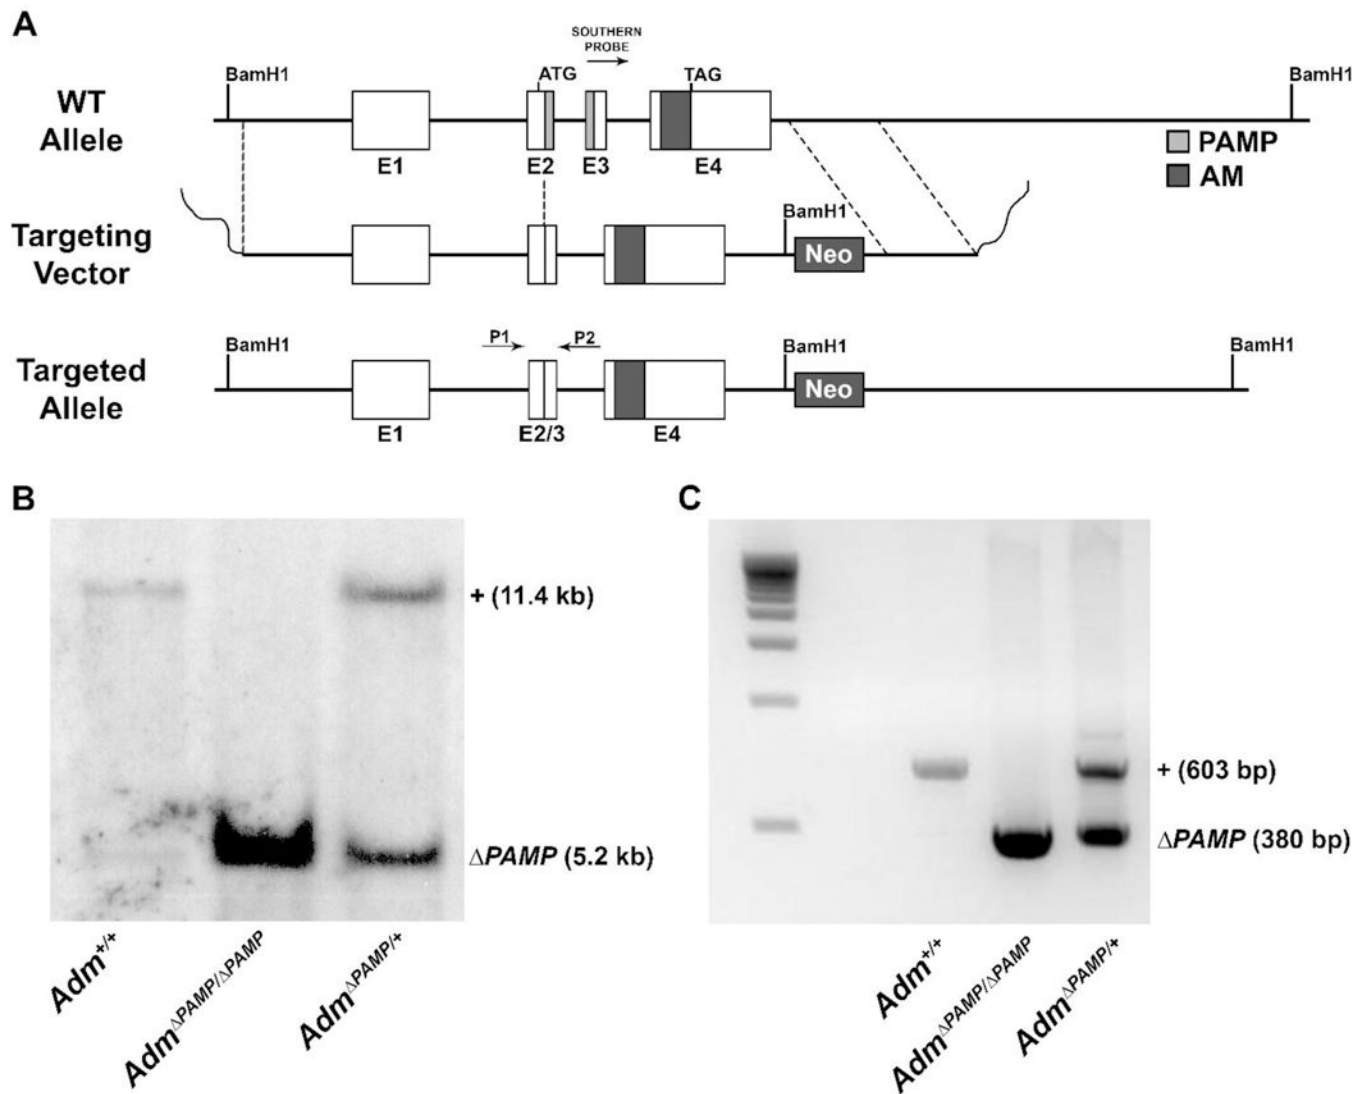 A
SOUTHERN
PROBE
BamH1
ATG
TAG
BamH1
WT
Allele
E1
E2
E3
E4
PAMP
AM
Targeting
Vector
BamH1
Neo
Targeted
Allele
BamH1
P1
P2
BamH1
BamH1
Neo
E1
E2/3
E4
B
+ (11.4 kb)
ΔPAMP (5.2 kb)
Adm+/+
AdmΔPAMP/ΔPAMP
AdmΔPAMP/+
C
+ (603 bp)
ΔPAMP (380 bp)
Adm+/+
AdmΔPAMP/ΔPAMP
AdmΔPAMP/+